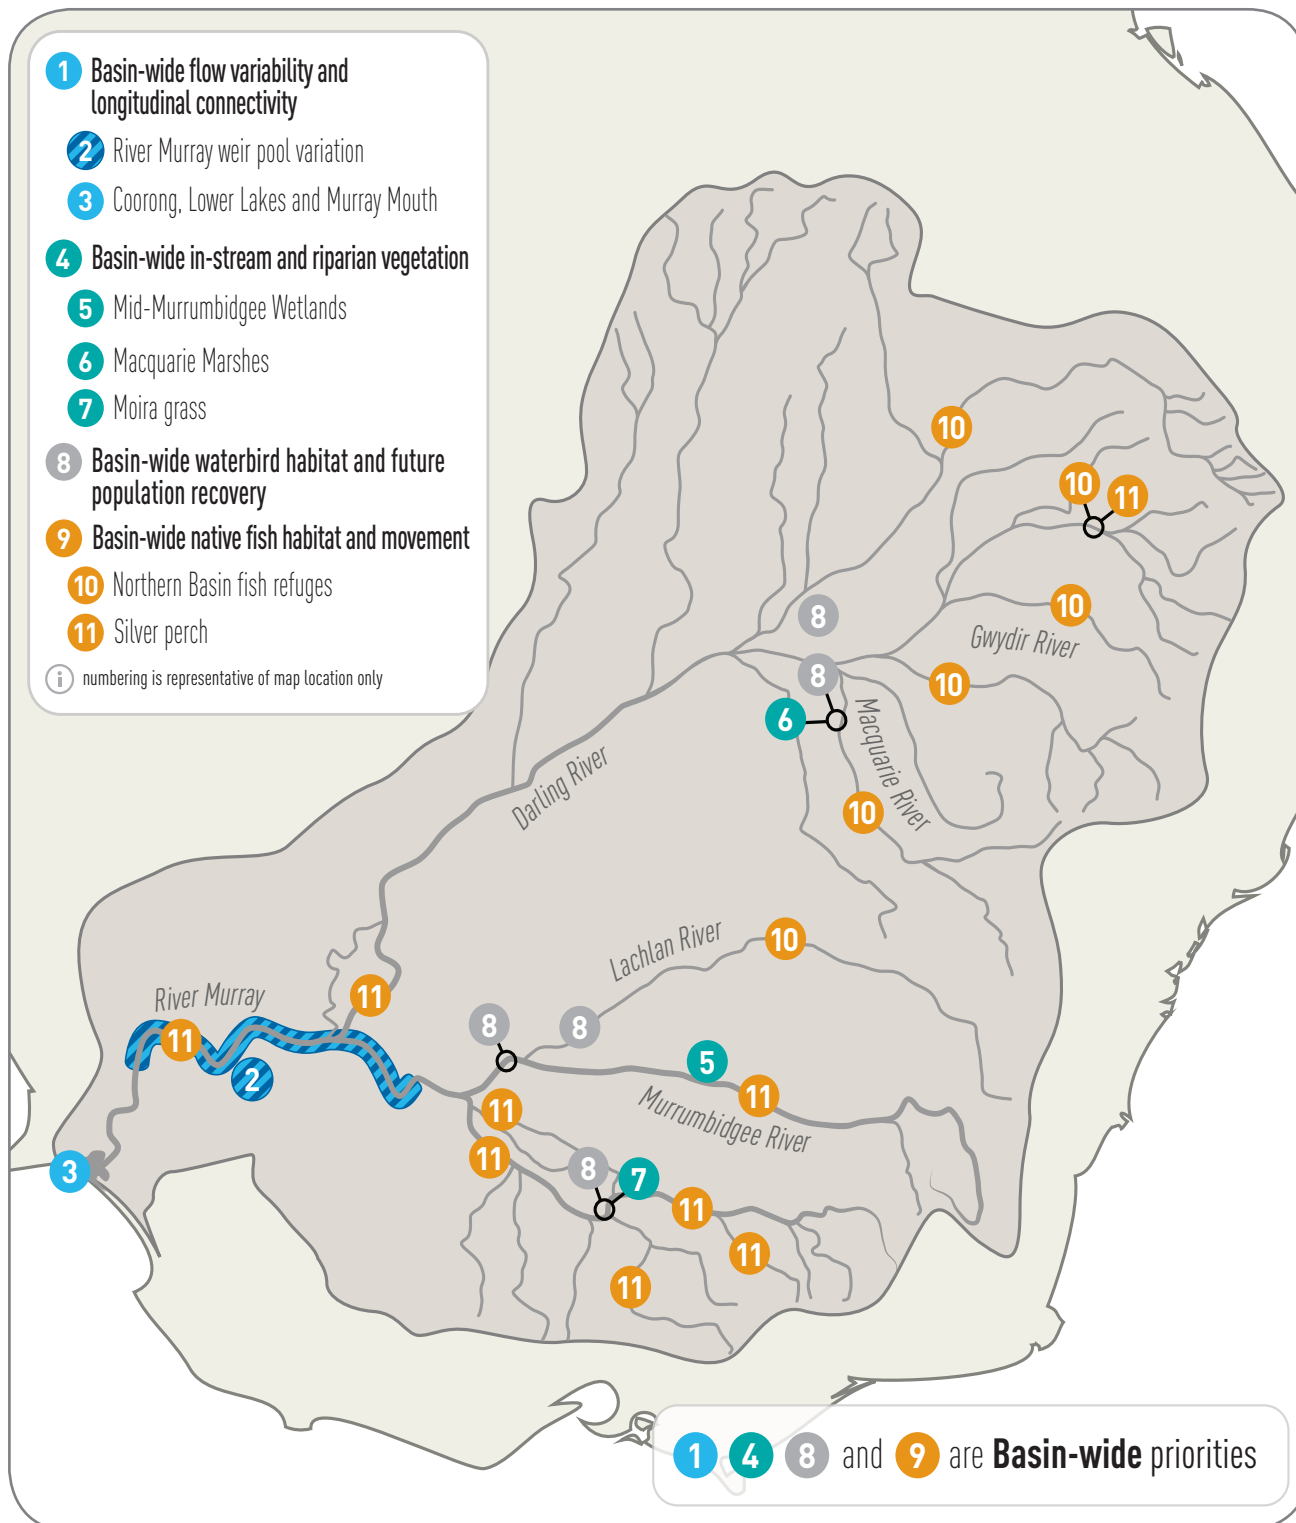 1 Basin-wide flow variability and
longitudinal connectivity
2 River Murray weir pool variation
3 Coorong, Lower Lakes and Murray Mouth
4 Basin-wide in-stream and riparian vegetation
5 Mid-Murrumbidgee Wetlands
6 Macquarie Marshes
7 Moira grass
8 Basin-wide waterbird habitat and future
population recovery
9 Basin-wide native fish habitat and movement
10 Northern Basin fish refuges
11 Silver perch
i numbering is representative of map location only
10
10 11
8
10
Gwydir River
8
10
6
Macquarie River
Darling River
10
Lachlan River
10
River Murray
11
8
8
11
2
5
11
Murrumbidgee River
11
11
3
8
7
11
11
11
1 4 8 and 9 are Basin-wide priorities